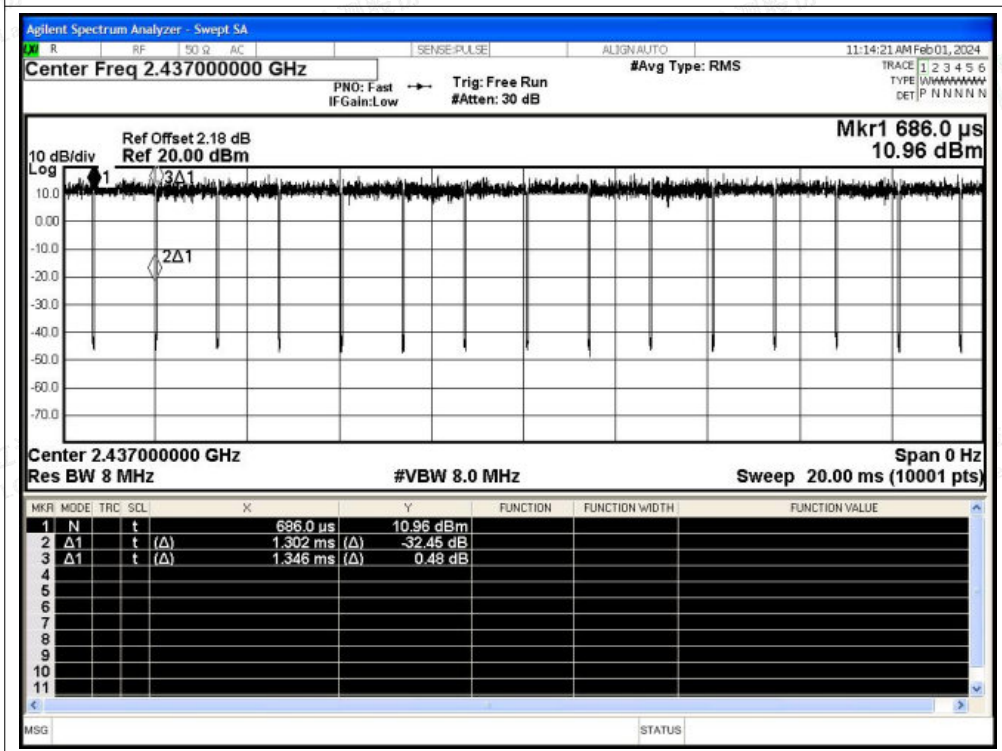 Agilent Spectrum Analyzer - Swept SA
LXI R RF 50 Ω AC SENSE:PULSE ALIGN AUTO 11:14:21 AM Feb 01, 2024
Center Freq 2.437000000 GHz #Avg Type: RMS TRACE 1 2 3 4 5 6
PNO: Fast Trig: Free Run TYPE WWWWWW
IFGain:Low #Atten: 30 dB DET P N N N N N
Mkr1 686.0 µs
10.96 dBm
Ref Offset 2.18 dB
10 dB/div Ref 20.00 dBm
Log
1 3Δ1
10.0
0.00
-10.0
2Δ1
-20.0
-30.0
-40.0
-50.0
-60.0
-70.0
Center 2.437000000 GHz Span 0 Hz
Res BW 8 MHz #VBW 8.0 MHz Sweep 20.00 ms (10001 pts)
MKR MODE TRC SCL X Y FUNCTION FUNCTION WIDTH FUNCTION VALUE
1 N t 686.0 µs 10.96 dBm
2 Δ1 t (Δ) 1.302 ms (Δ) -32.45 dB
3 Δ1 t (Δ) 1.346 ms (Δ) 0.48 dB
4
5
6
7
8
9
10
11
MSG STATUS